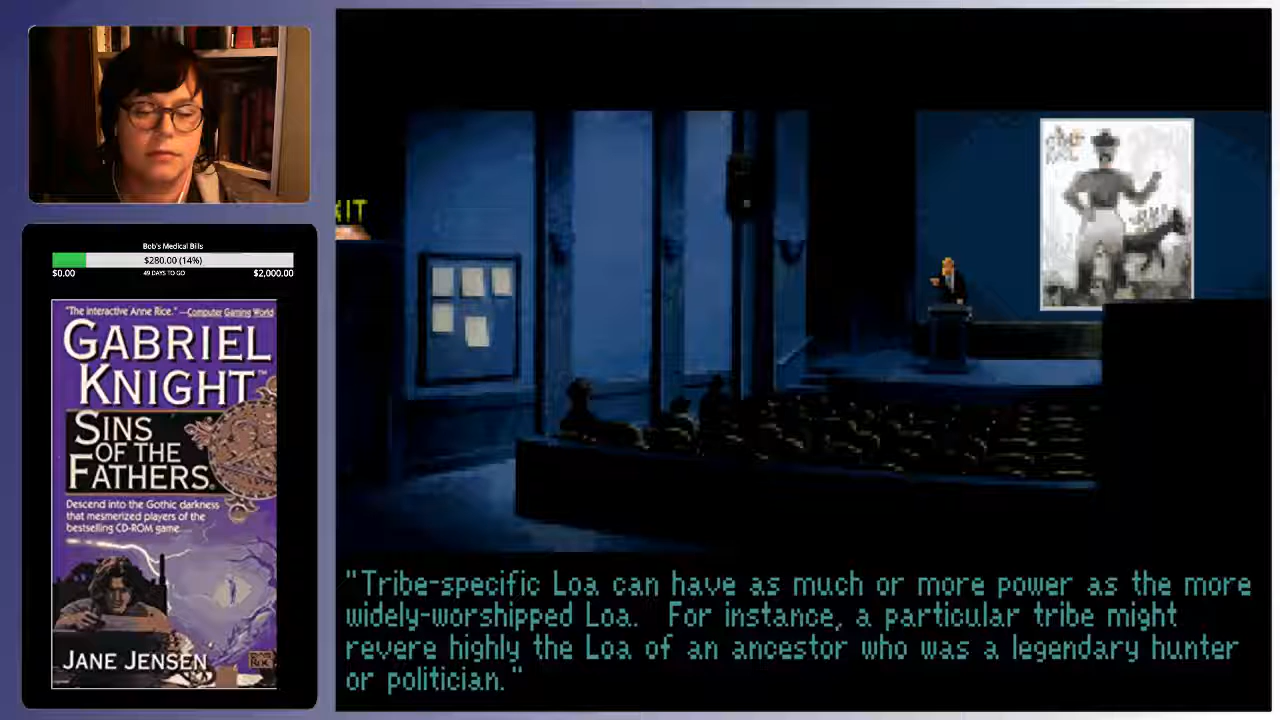 Bob's Medical Bills
$280.00 (14%)
$0.00 49 DAYS TO GO $2,000.00
"The interactive Anne Rice." —Computer Gaming World
GABRIEL
KNIGHT™
SINS
OF THE
FATHERS
Descend into the Gothic darkness
that mesmerized players of the
bestselling CD-ROM game
JANE JENSEN
"Tribe-specific Loa can have as much or more power as the more
widely-worshipped Loa. For instance, a particular tribe might
revere highly the Loa of an ancestor who was a legendary hunter
or politician."